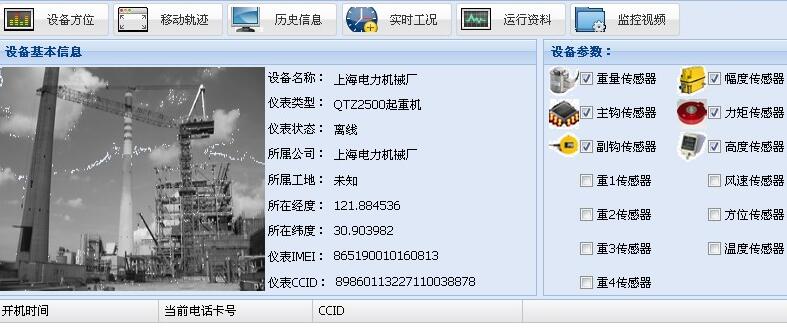 设备方位 移动轨迹 历史信息 实时工况 运行资料 监控视频
设备基本信息
设备名称： 上海电力机械厂
仪表类型： QTZ2500起重机
仪表状态： 离线
所属公司： 上海电力机械厂
所属工地： 未知
所在经度： 121.884536
所在纬度： 30.903982
仪表IMEI： 865190010160813
仪表CCID： 89860113227110038878
设备参数：
重量传感器 幅度传感器
主钩传感器 力矩传感器
副钩传感器 高度传感器
重1传感器 风速传感器
重2传感器 方位传感器
重3传感器 温度传感器
重4传感器
开机时间 当前电话卡号 CCID